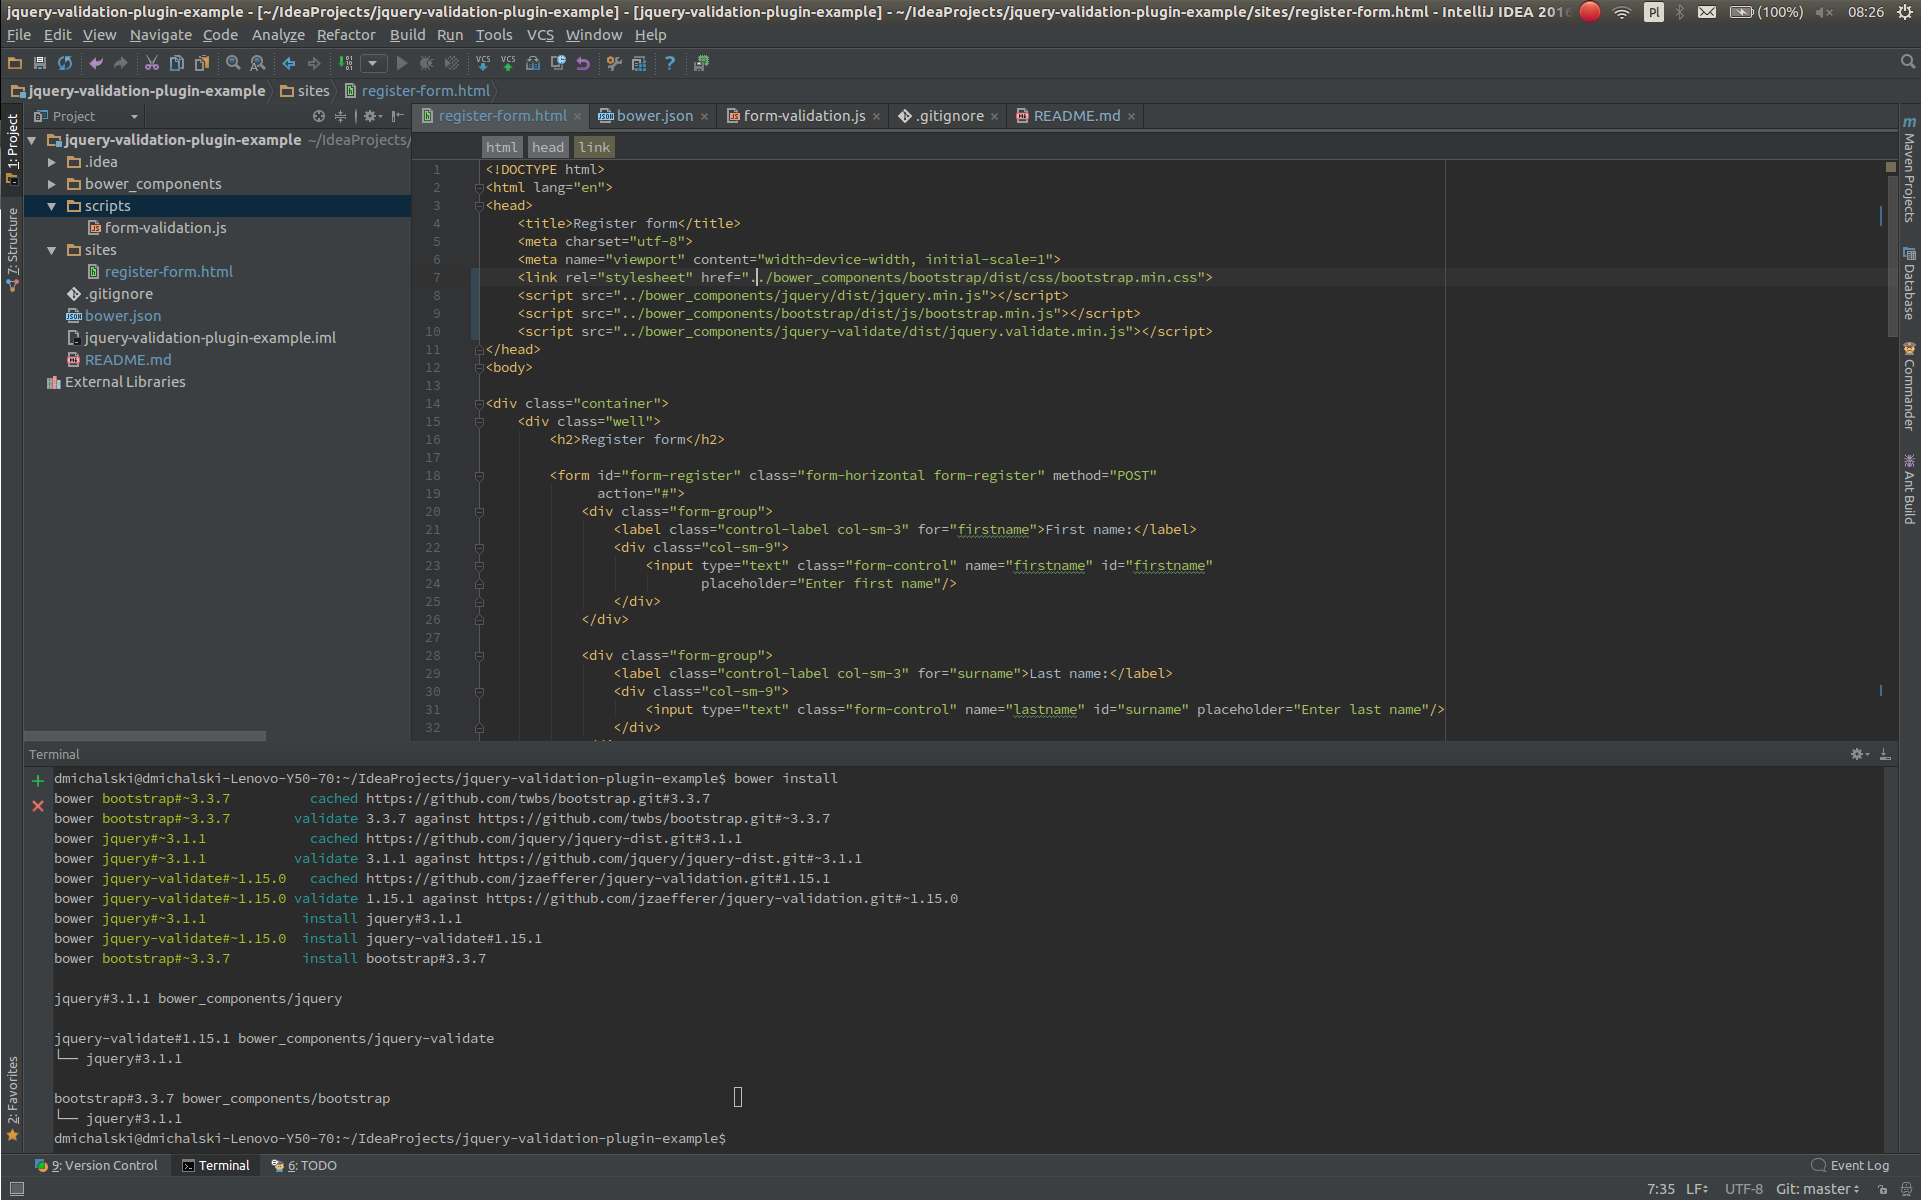 jquery-validation-plugin-example - [~/IdeaProjects/jquery-validation-plugin-example] - [jquery-validation-plugin-example] - ~/IdeaProjects/jquery-validation-plugin-example/sites/register-form.html - IntelliJ IDEA 2016 Pl (100%) 08:26
File Edit View Navigate Code Analyze Refactor Build Run Tools VCS Window Help
jquery-validation-plugin-example sites register-form.html
Project
register-form.html bower.json form-validation.js .gitignore README.md
1: Project
7: Structure
2: Favorites
jquery-validation-plugin-example ~/IdeaProjects/
.idea
bower_components
scripts
form-validation.js
sites
register-form.html
.gitignore
bower.json
jquery-validation-plugin-example.iml
README.md
External Libraries
html head link
1 <!DOCTYPE html>
2 <html lang="en">
3 <head>
4 <title>Register form</title>
5 <meta charset="utf-8">
6 <meta name="viewport" content="width=device-width, initial-scale=1">
7 <link rel="stylesheet" href="../bower_components/bootstrap/dist/css/bootstrap.min.css">
8 <script src="../bower_components/jquery/dist/jquery.min.js"></script>
9 <script src="../bower_components/bootstrap/dist/js/bootstrap.min.js"></script>
10 <script src="../bower_components/jquery-validate/dist/jquery.validate.min.js"></script>
11 </head>
12 <body>
13
14 <div class="container">
15 <div class="well">
16 <h2>Register form</h2>
17
18 <form id="form-register" class="form-horizontal form-register" method="POST"
19 action="#">
20 <div class="form-group">
21 <label class="control-label col-sm-3" for="firstname">First name:</label>
22 <div class="col-sm-9">
23 <input type="text" class="form-control" name="firstname" id="firstname"
24 placeholder="Enter first name"/>
25 </div>
26 </div>
27
28 <div class="form-group">
29 <label class="control-label col-sm-3" for="surname">Last name:</label>
30 <div class="col-sm-9">
31 <input type="text" class="form-control" name="lastname" id="surname" placeholder="Enter last name"/>
32 </div>
Maven Projects
Database
Commander
Ant Build
Terminal
dmichalski@dmichalski-Lenovo-Y50-70:~/IdeaProjects/jquery-validation-plugin-example$ bower install
bower bootstrap#~3.3.7 cached https://github.com/twbs/bootstrap.git#3.3.7
bower bootstrap#~3.3.7 validate 3.3.7 against https://github.com/twbs/bootstrap.git#~3.3.7
bower jquery#~3.1.1 cached https://github.com/jquery/jquery-dist.git#3.1.1
bower jquery#~3.1.1 validate 3.1.1 against https://github.com/jquery/jquery-dist.git#~3.1.1
bower jquery-validate#~1.15.0 cached https://github.com/jzaefferer/jquery-validation.git#1.15.1
bower jquery-validate#~1.15.0 validate 1.15.1 against https://github.com/jzaefferer/jquery-validation.git#~1.15.0
bower jquery#~3.1.1 install jquery#3.1.1
bower jquery-validate#~1.15.0 install jquery-validate#1.15.1
bower bootstrap#~3.3.7 install bootstrap#3.3.7
jquery#3.1.1 bower_components/jquery
jquery-validate#1.15.1 bower_components/jquery-validate
└── jquery#3.1.1
bootstrap#3.3.7 bower_components/bootstrap
└── jquery#3.1.1
dmichalski@dmichalski-Lenovo-Y50-70:~/IdeaProjects/jquery-validation-plugin-example$
9: Version Control Terminal 6: TODO Event Log
7:35 LF UTF-8 Git: master